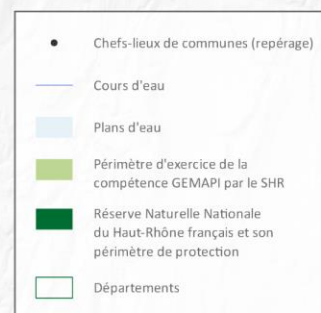 Chefs-lieux de communes (repérage)
Cours d'eau
Plans d'eau
Périmètre d'exercice de la
compétence GEMAPI par le SHR
Réserve Naturelle Nationale
du Haut-Rhône français et son
périmètre de protection
Départements